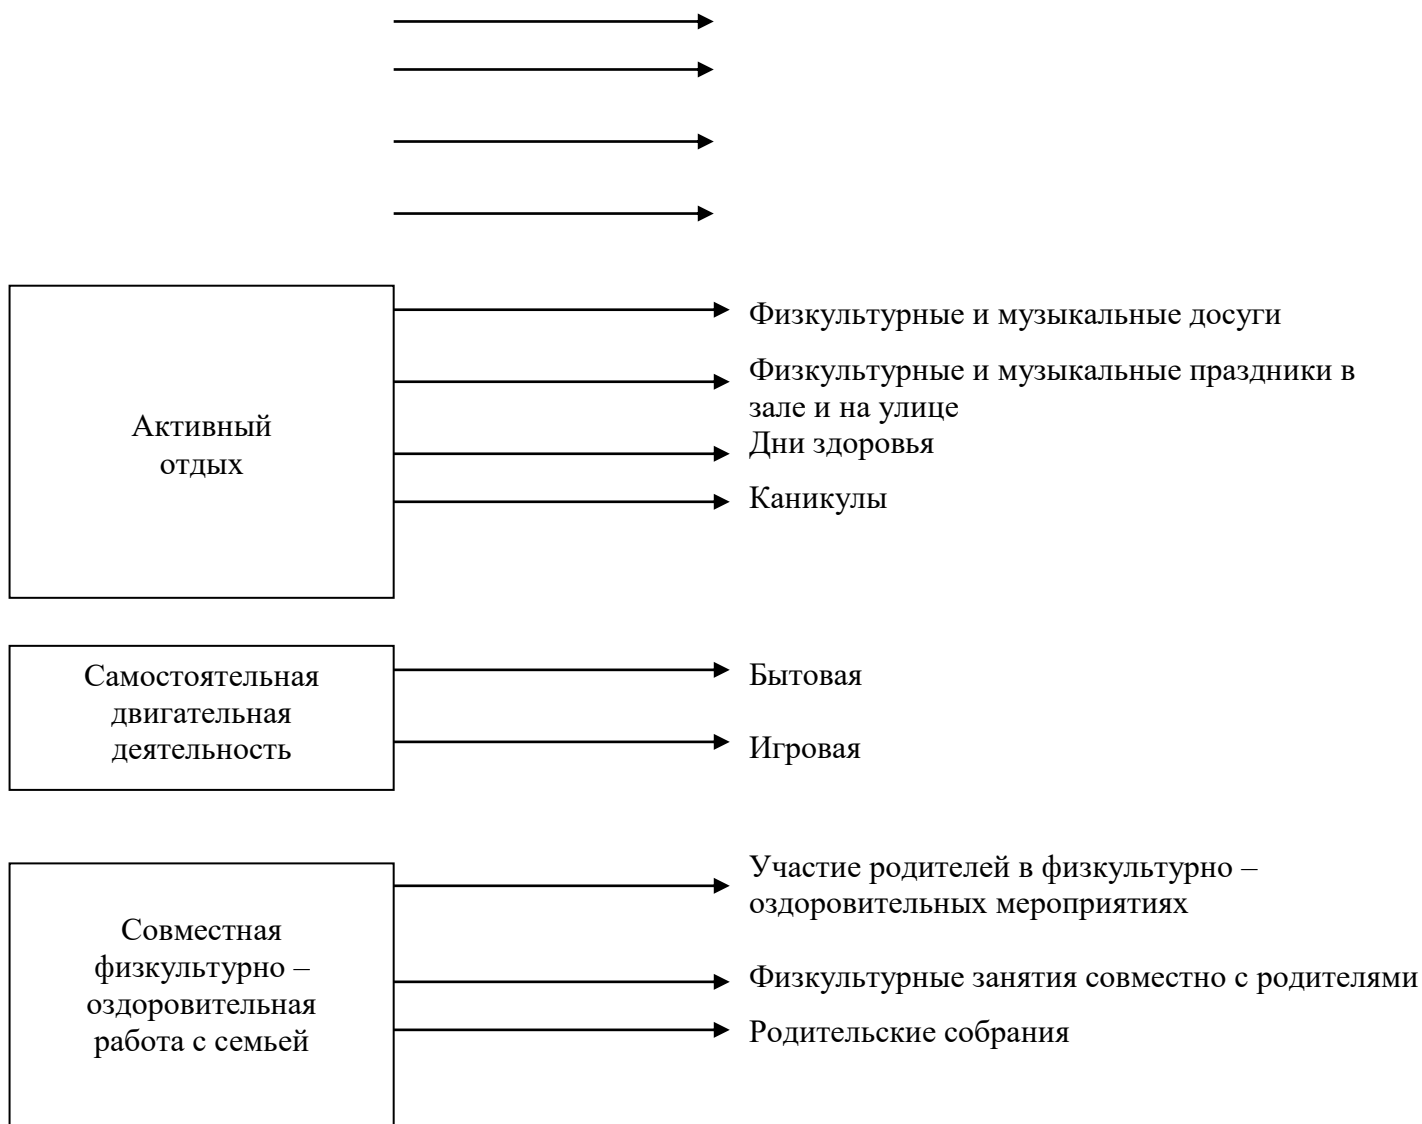 Активный
отдых
Физкультурные и музыкальные досуги
Физкультурные и музыкальные праздники в
зале и на улице
Дни здоровья
Каникулы
Самостоятельная
двигательная
деятельность
Бытовая
Игровая
Совместная
физкультурно –
оздоровительная
работа с семьей
Участие родителей в физкультурно –
оздоровительных мероприятиях
Физкультурные занятия совместно с родителями
Родительские собрания